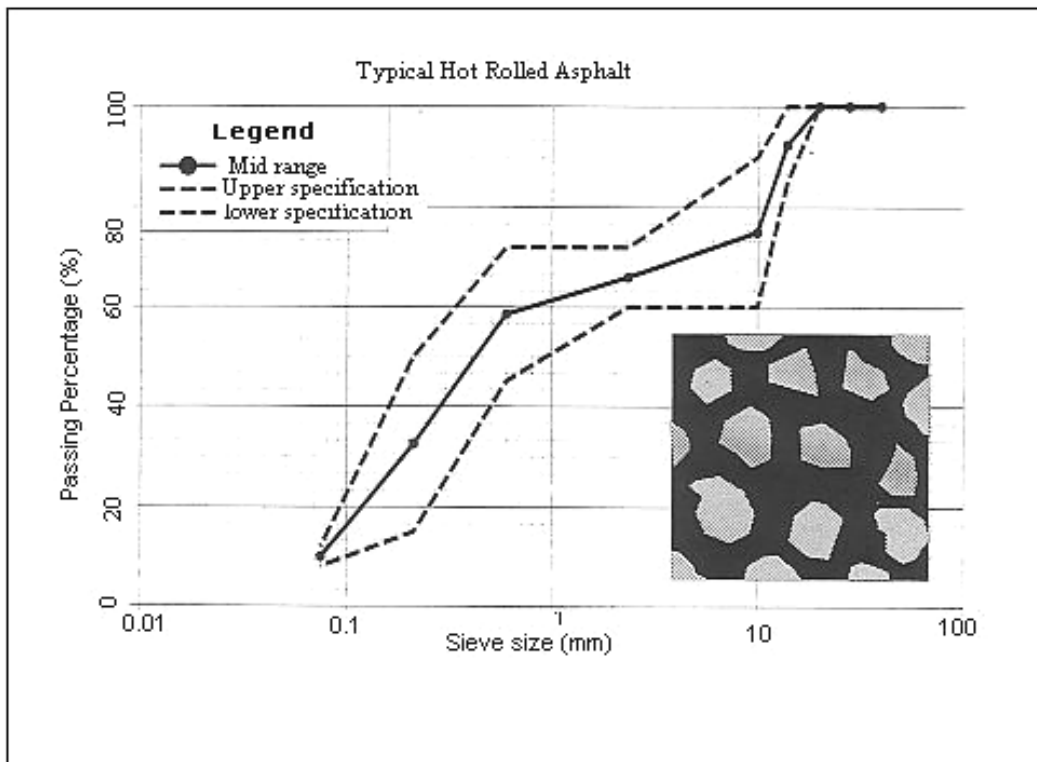 Typical Hot Rolled Asphalt
Legend
Mid range
Upper specification
lower specification
Passing Percentage (%)
100
80
60
40
20
0
0.01
0.1
1
10
100
Sieve size (mm)